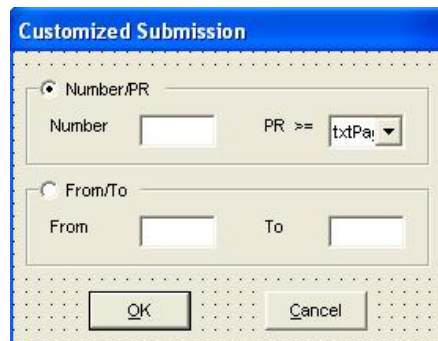 Customized Submission
Number/PR
Number PR >= txtPa
From/To
From To
OK Cancel